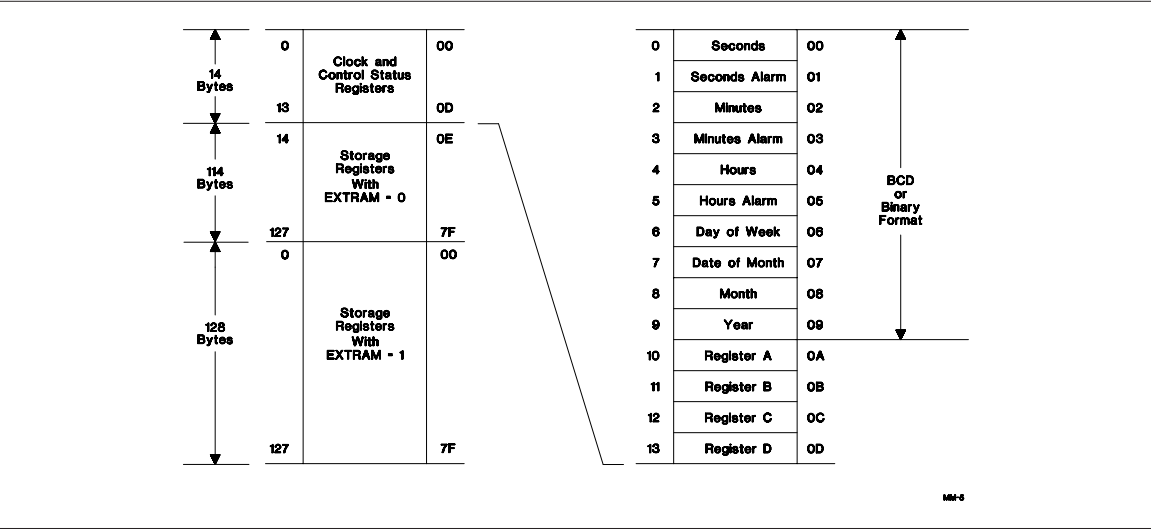 14
Bytes
0
Clock and
Control Status
Registers
00
13
0D
114
Bytes
14
Storage
Registers
With
EXTRAM = 0
0E
127
7F
128
Bytes
0
00
Storage
Registers
With
EXTRAM = 1
127
7F
0 Seconds 00
1 Seconds Alarm 01
2 Minutes 02
3 Minutes Alarm 03
4 Hours 04
5 Hours Alarm 05
6 Day of Week 06
7 Date of Month 07
8 Month 08
9 Year 09
10 Register A 0A
11 Register B 0B
12 Register C 0C
13 Register D 0D
BCD
or
Binary
Format
MM-5